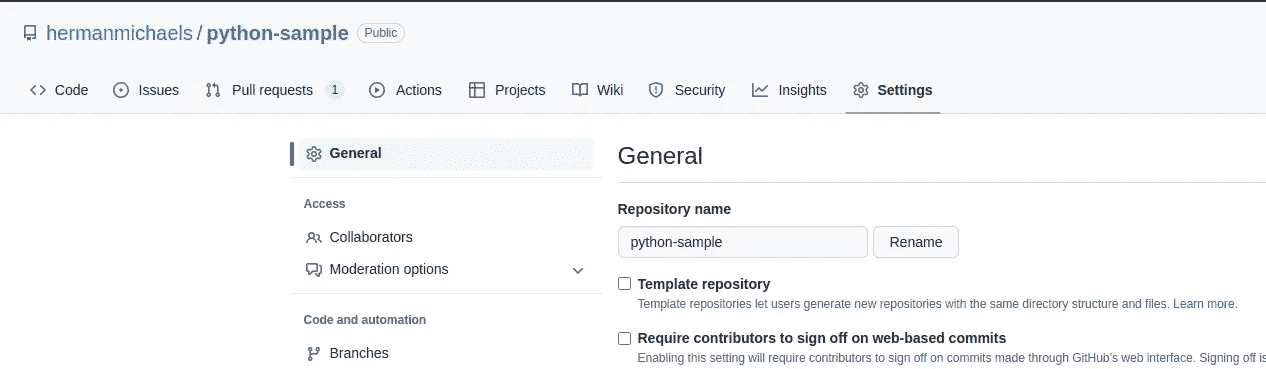 hermanmichaels / python-sample Public
Code Issues Pull requests 1 Actions Projects Wiki Security Insights Settings
General
Access
Collaborators
Moderation options
Code and automation
Branches
General
Repository name
python-sample Rename
Template repository
Template repositories let users generate new repositories with the same directory structure and files. Learn more.
Require contributors to sign off on web-based commits
Enabling this setting will require contributors to sign off on commits made through GitHub's web interface. Signing off is